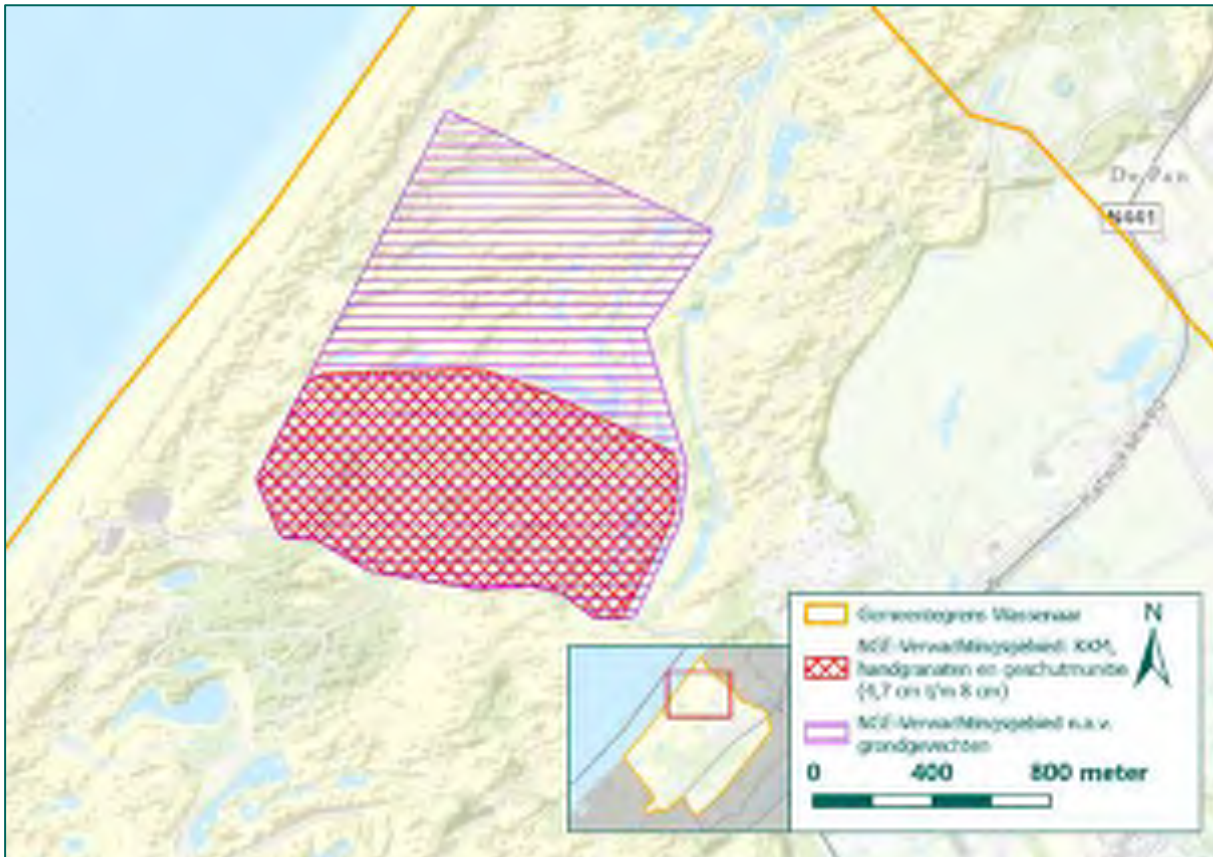 De Pan
N441
Gemeentegrens Wassenaar
NGE-Verwachtingsgebied: KKM,
handgranaten en geschutmunitie
(4,7 cm t/m 8 cm)
NGE-Verwachtingsgebied n.a.v.
grondgevechten
N
0 400 800 meter